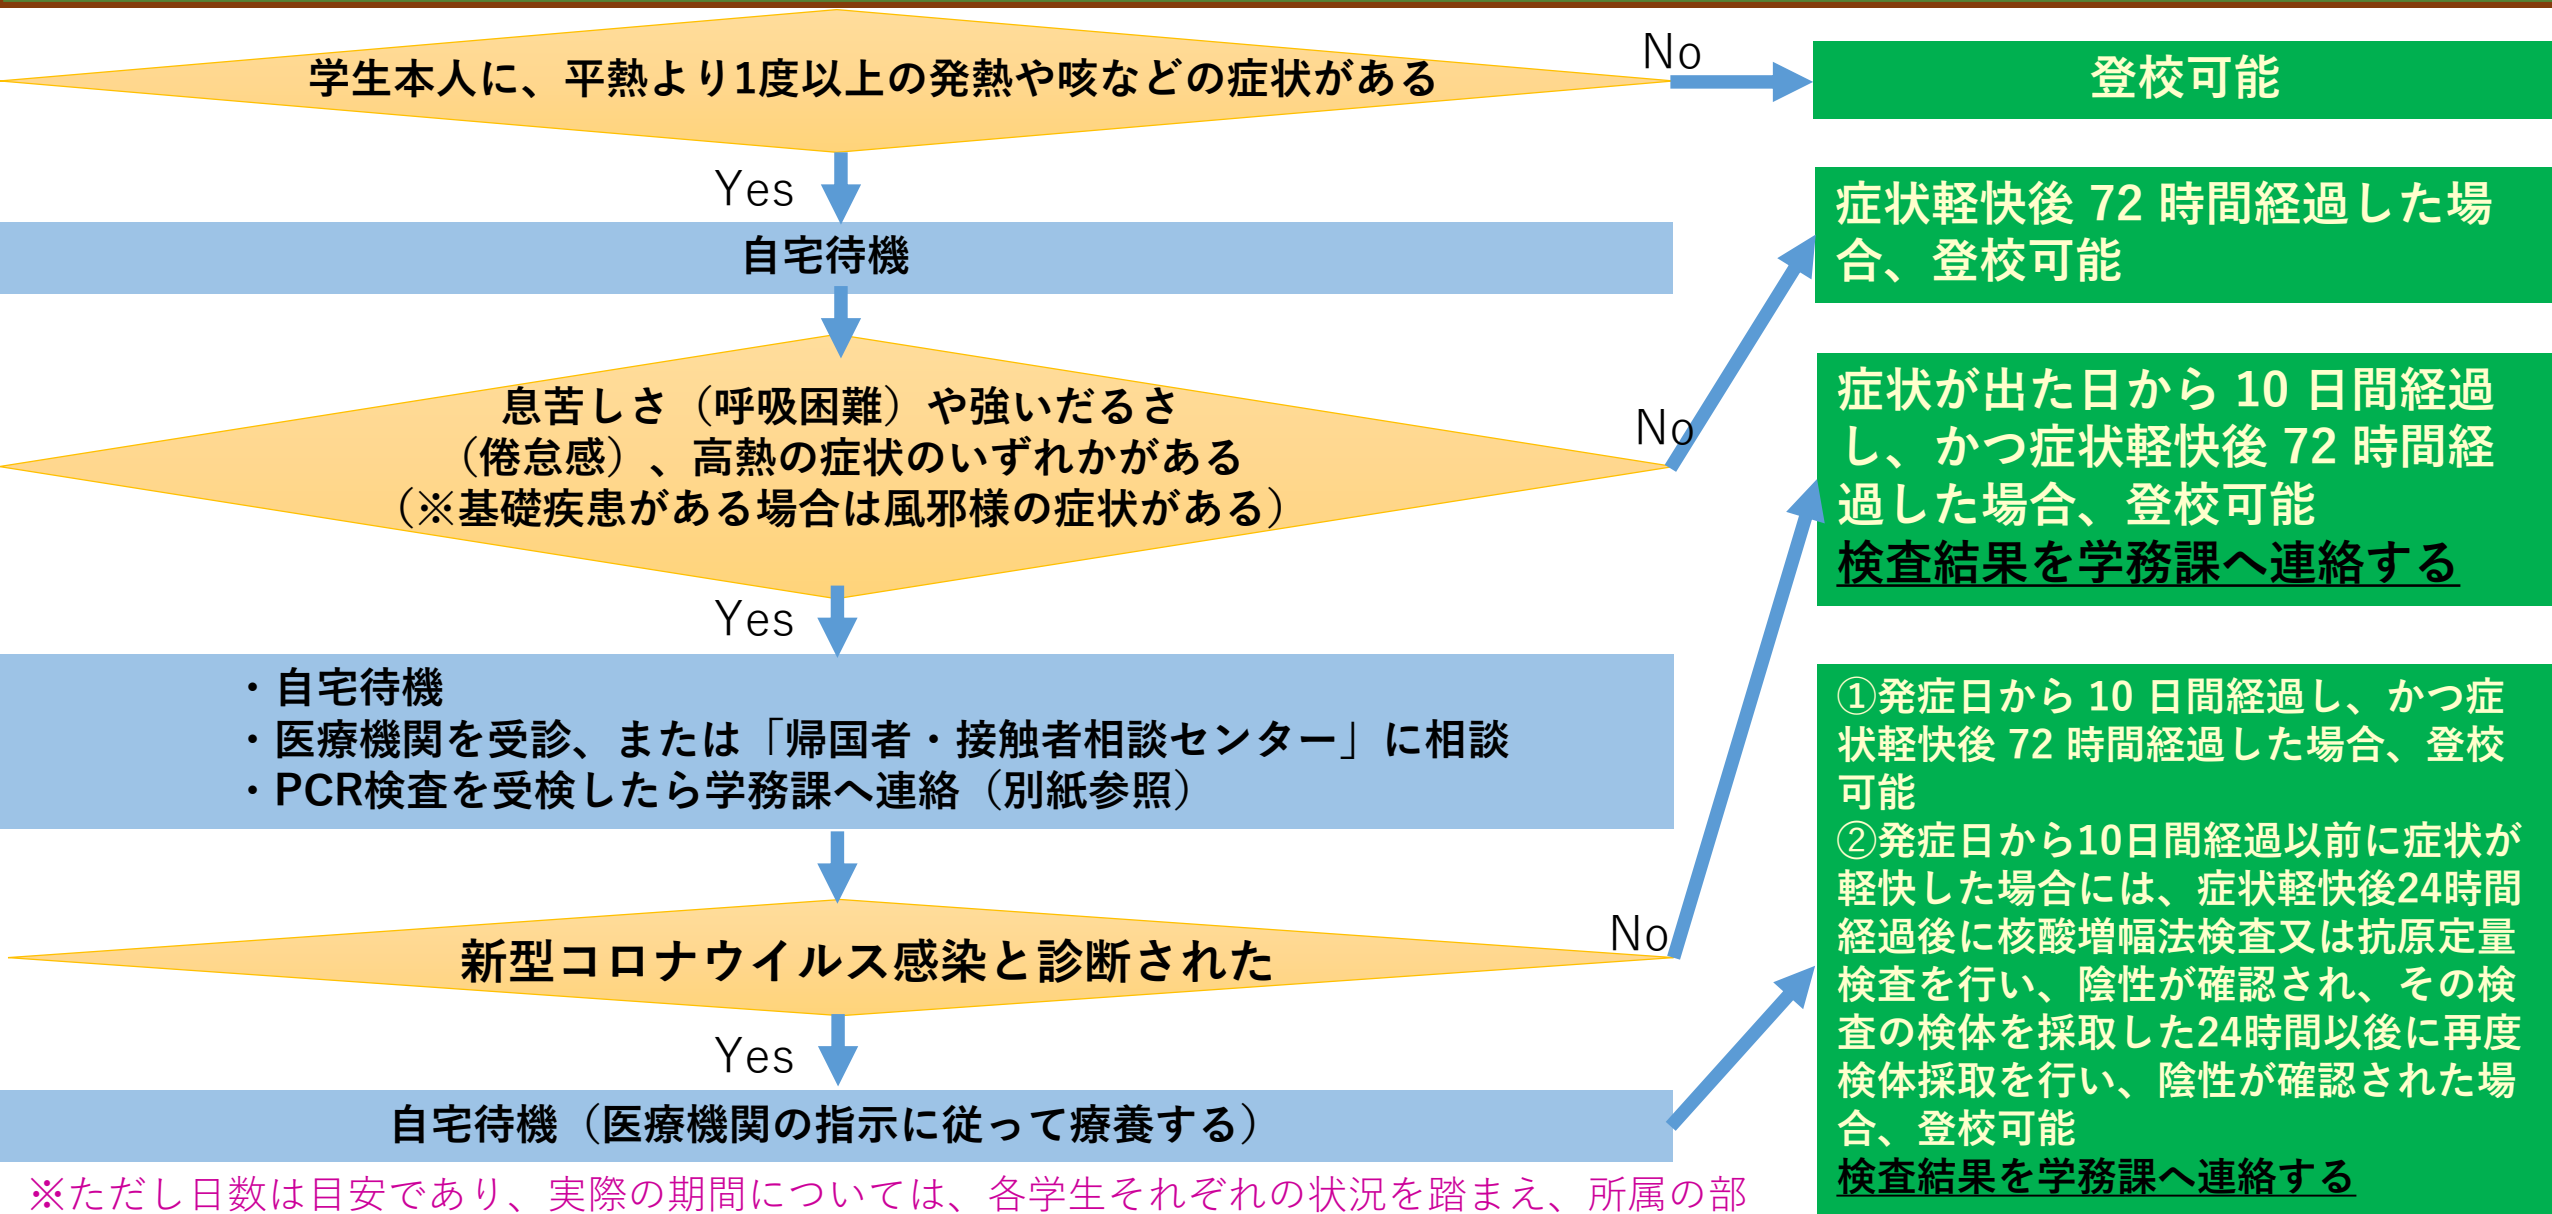 学生本人に、平熱より1度以上の発熱や咳などの症状がある
No
登校可能
Yes
自宅待機
症状軽快後 72 時間経過した場
合、登校可能
息苦しさ（呼吸困難）や強いだるさ
（倦怠感）、高熱の症状のいずれかがある
（※基礎疾患がある場合は風邪様の症状がある）
No
症状が出た日から 10 日間経過
し、かつ症状軽快後 72 時間経
過した場合、登校可能
検査結果を学務課へ連絡する
Yes
・自宅待機
・医療機関を受診、または「帰国者・接触者相談センター」に相談
・PCR検査を受検したら学務課へ連絡（別紙参照）
新型コロナウイルス感染と診断された
No
Yes
自宅待機（医療機関の指示に従って療養する）
①発症日から 10 日間経過し、かつ症
状軽快後 72 時間経過した場合、登校
可能
②発症日から10日間経過以前に症状が
軽快した場合には、症状軽快後24時間
経過後に核酸増幅法検査又は抗原定量
検査を行い、陰性が確認され、その検
査の検体を採取した24時間以後に再度
検体採取を行い、陰性が確認された場
合、登校可能
検査結果を学務課へ連絡する
※ただし日数は目安であり、実際の期間については、各学生それぞれの状況を踏まえ、所属の部